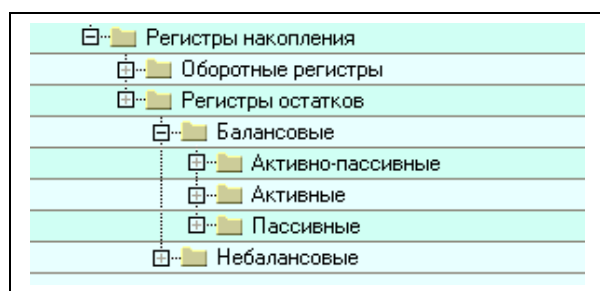 Регистры накопления
Оборотные регистры
Регистры остатков
Балансовые
Активно-пассивные
Активные
Пассивные
Небалансовые